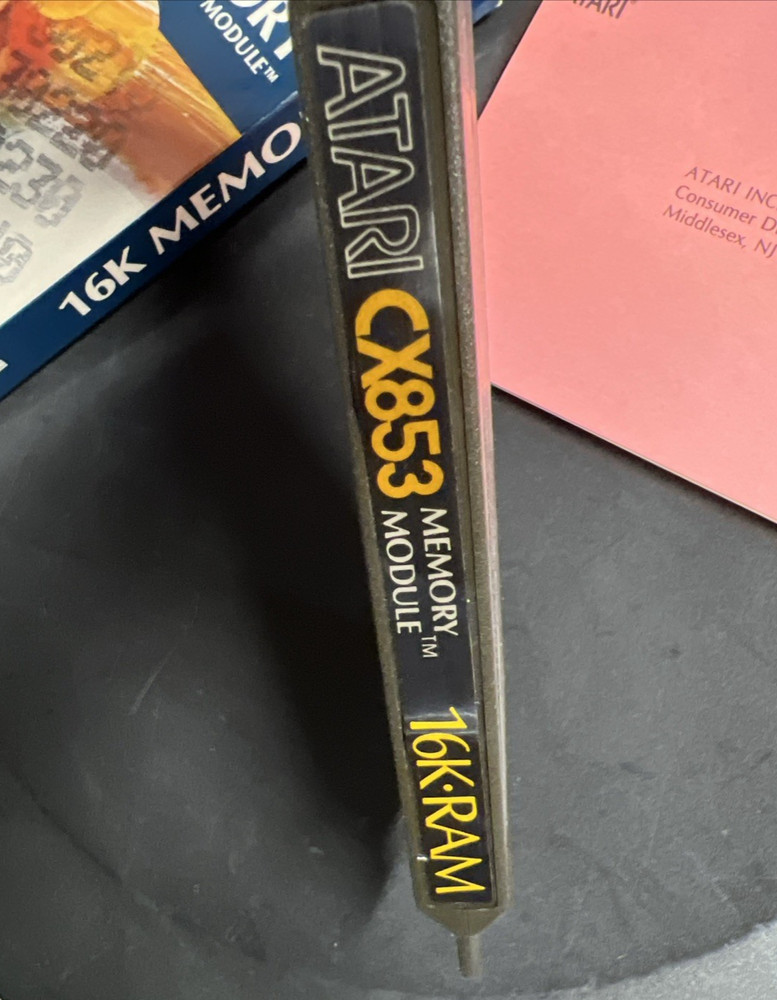 MODULE™
16K MEMO
ATARI
CX853
MEMORY
MODULE™
16K·RAM
ATARI INC
Consumer D
Middlesex, NJ